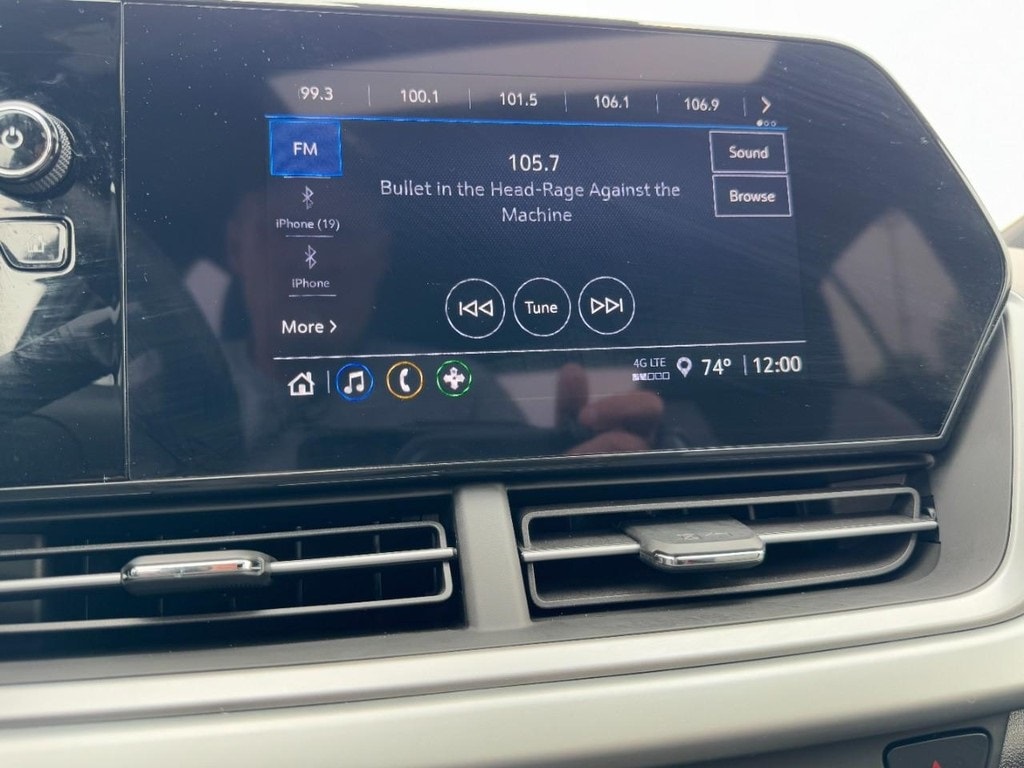 99.3 100.1 101.5 106.1 106.9
FM
105.7
Bullet in the Head-Rage Against the
Machine
Sound
Browse
iPhone (19)
iPhone
More
Tune
4G LTE
74° 12:00